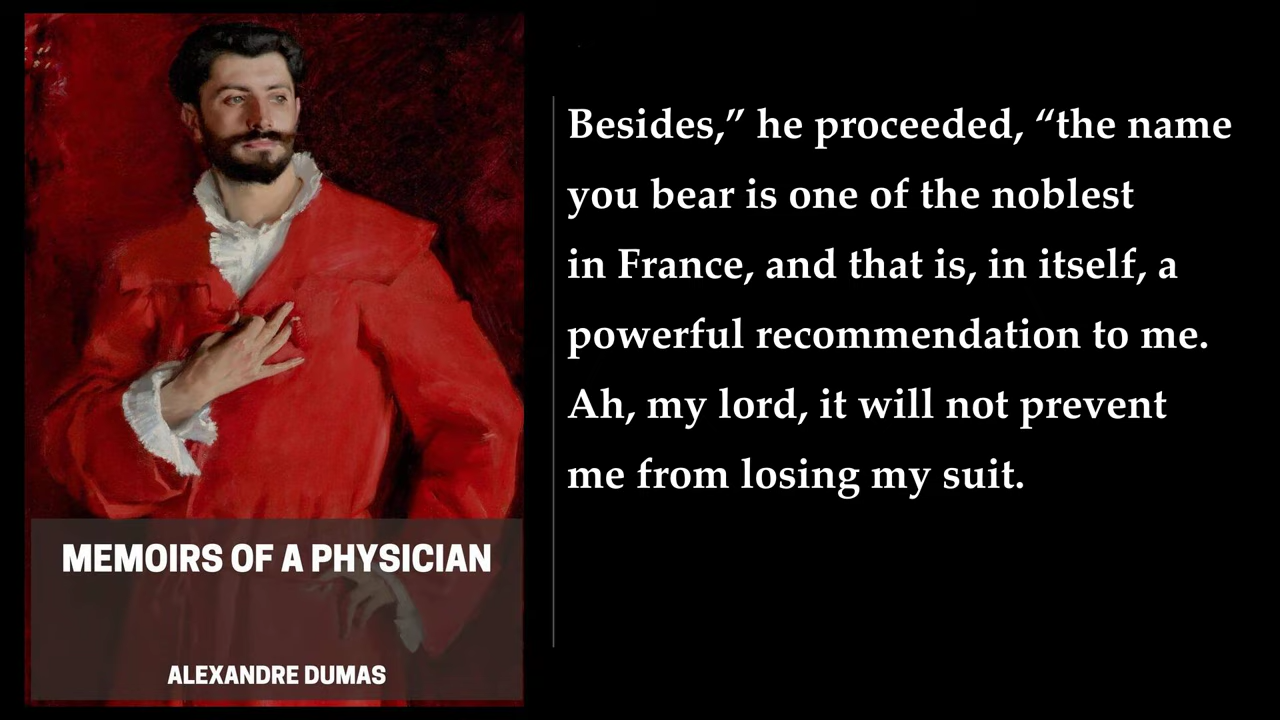 MEMOIRS OF A PHYSICIAN
ALEXANDRE DUMAS
Besides,” he proceeded, “the name
you bear is one of the noblest
in France, and that is, in itself, a
powerful recommendation to me.
Ah, my lord, it will not prevent
me from losing my suit.